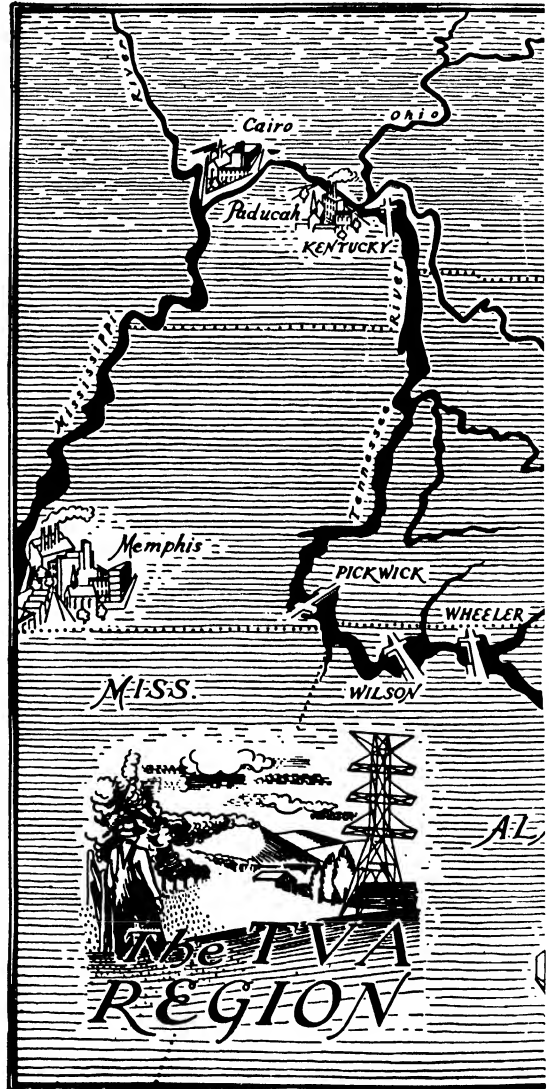 River
Ohio
Cairo
Paducah
KENTUCKY
River
Mississippi
Tennessee
Memphis
PICKWICK
WHEELER
WILSON
MISS.
The TVA
REGION